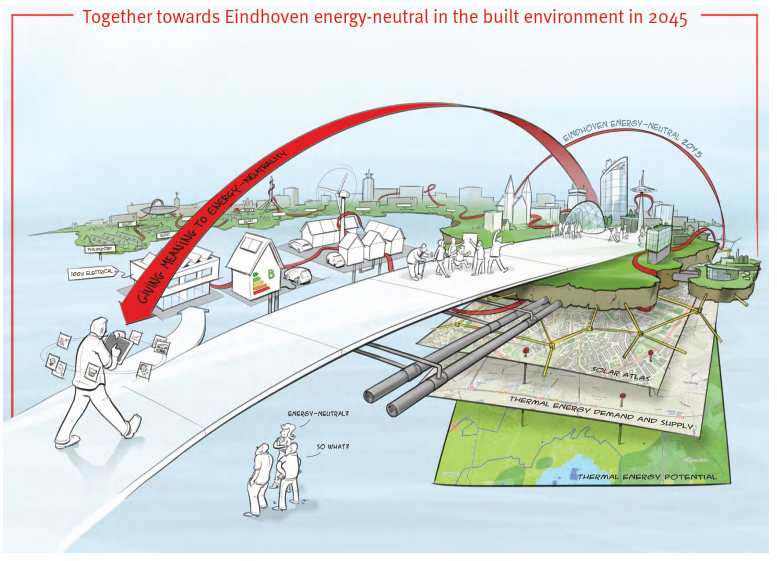 Together towards Eindhoven energy-neutral in the built environment in 2045
EINDHOVEN ENERGY-NEUTRAL 2045
GIVING MEANING TO ENERGY-NEUTRALITY
PHILIPSDORP
100% ELECTRICAL
B
SOLAR ATLAS
THERMAL ENERGY DEMAND AND SUPPLY
THERMAL ENERGY POTENTIAL
ENERGY-NEUTRAL?
SO WHAT?